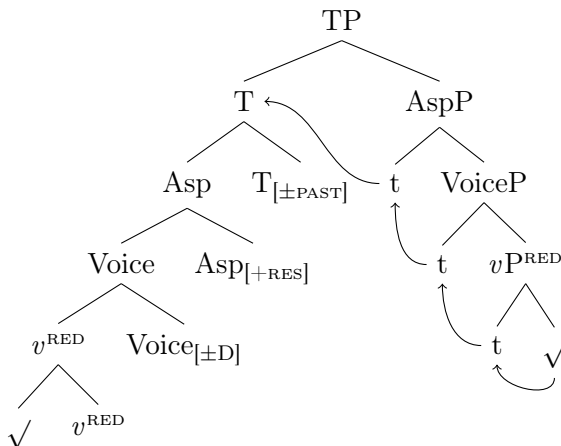 TP
T AspP
Asp T[±PAST] t VoiceP
Voice Asp[+RES] t vP^RED
v^RED Voice[±D] t √
√ v^RED